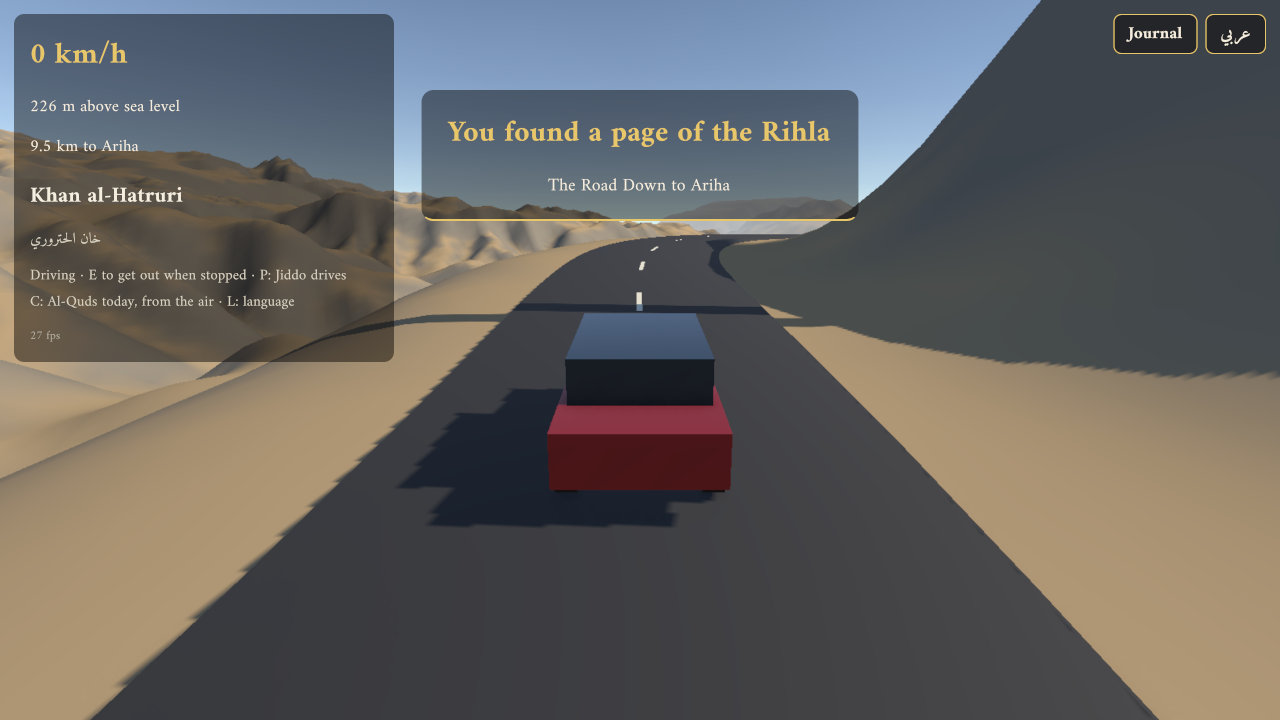 0 km/h
226 m above sea level
9.5 km to Ariha
Khan al-Hatruri
خان الحتروري
Driving · E to get out when stopped · P: Jiddo drives
C: Al-Quds today, from the air · L: language
27 fps
You found a page of the Rihla
The Road Down to Ariha
Journal
عربي